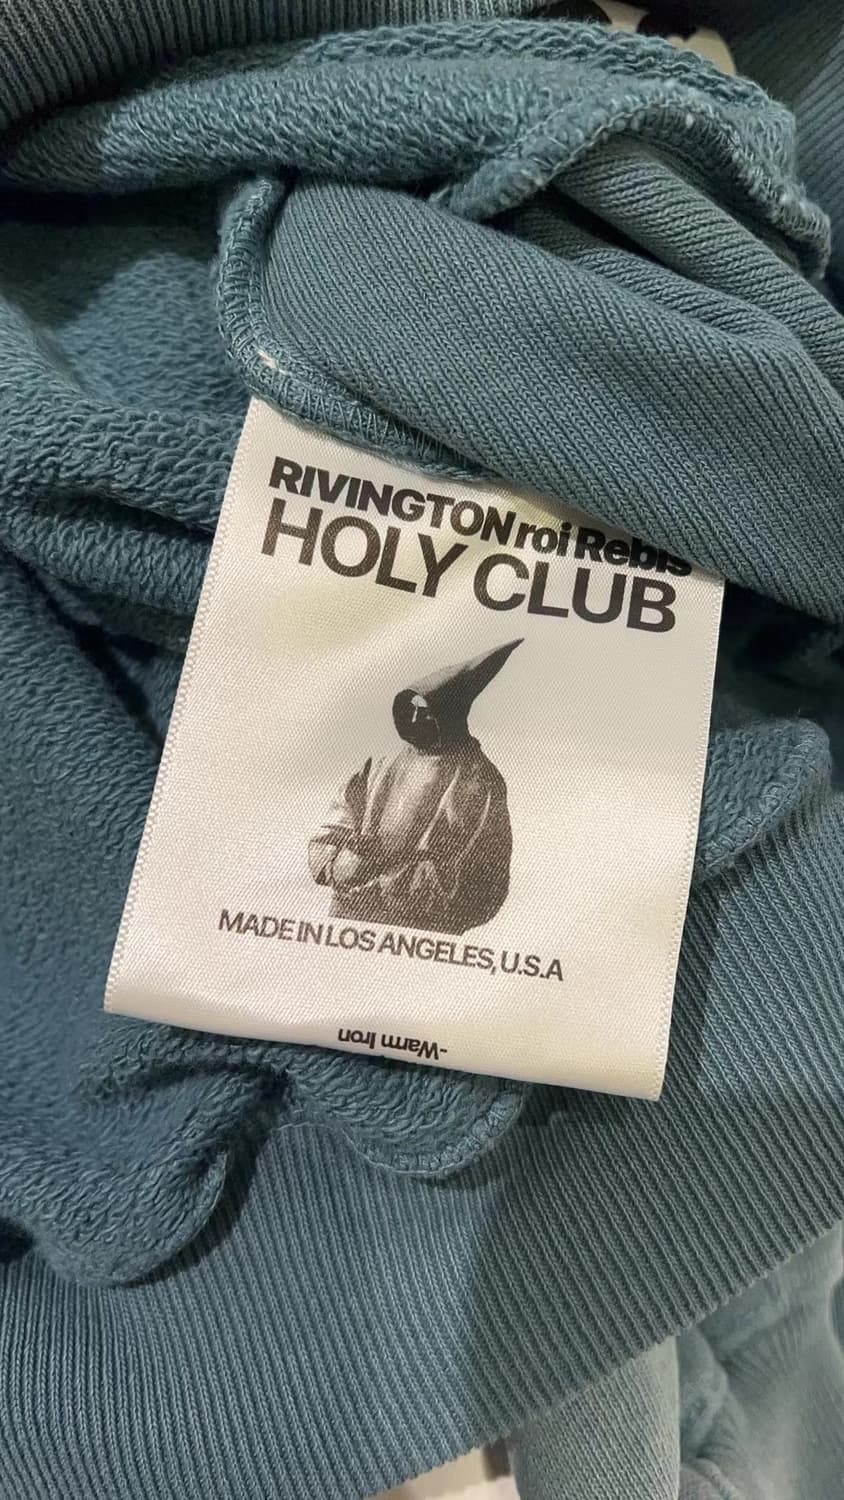 RIVINGTON roi Rebis
HOLY CLUB
MADE IN LOS ANGELES, U.S.A
-Warm Iron